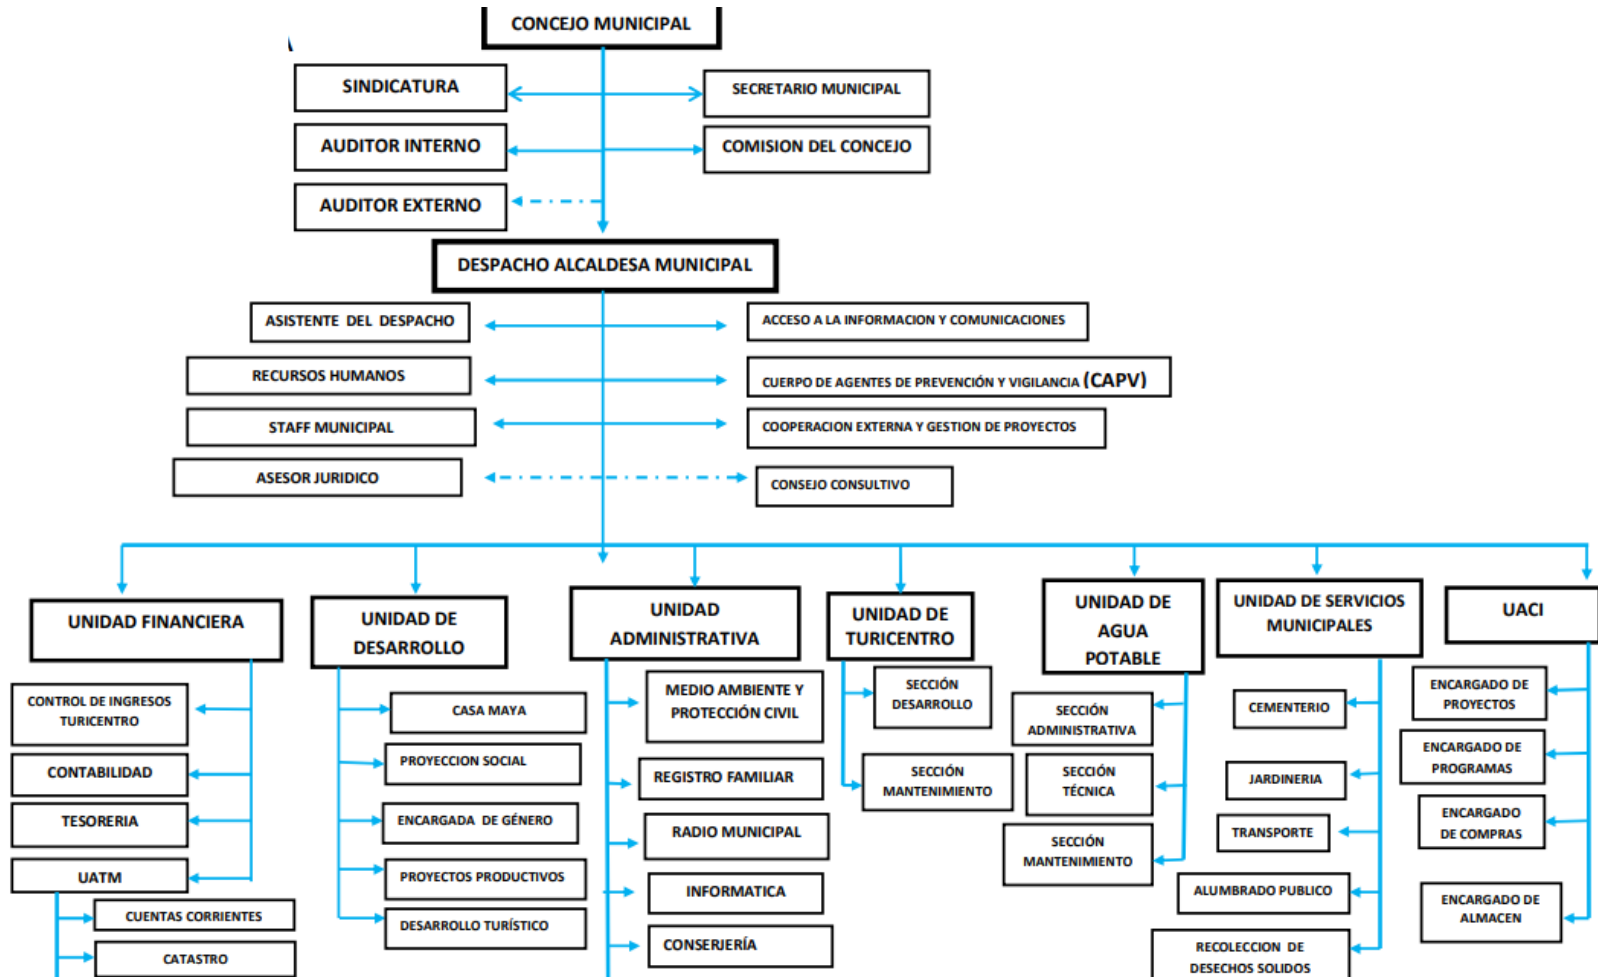 CONCEJO MUNICIPAL
SINDICATURA
SECRETARIO MUNICIPAL
AUDITOR INTERNO
COMISION DEL CONCEJO
AUDITOR EXTERNO
DESPACHO ALCALDESA MUNICIPAL
ASISTENTE DEL DESPACHO
ACCESO A LA INFORMACION Y COMUNICACIONES
RECURSOS HUMANOS
CUERPO DE AGENTES DE PREVENCIÓN Y VIGILANCIA (CAPV)
STAFF MUNICIPAL
COOPERACION EXTERNA Y GESTION DE PROYECTOS
ASESOR JURIDICO
CONSEJO CONSULTIVO
UNIDAD FINANCIERA
CONTROL DE INGRESOS
TURICENTRO
CONTABILIDAD
TESORERIA
UATM
CUENTAS CORRIENTES
CATASTRO
UNIDAD DE
DESARROLLO
CASA MAYA
PROYECCION SOCIAL
ENCARGADA DE GÉNERO
PROYECTOS PRODUCTIVOS
DESARROLLO TURÍSTICO
UNIDAD
ADMINISTRATIVA
MEDIO AMBIENTE Y
PROTECCIÓN CIVIL
REGISTRO FAMILIAR
RADIO MUNICIPAL
INFORMATICA
CONSERJERÍA
UNIDAD DE
TURICENTRO
SECCIÓN
DESARROLLO
SECCIÓN
MANTENIMIENTO
UNIDAD DE
AGUA
POTABLE
SECCIÓN
ADMINISTRATIVA
SECCIÓN
TÉCNICA
SECCIÓN
MANTENIMIENTO
UNIDAD DE SERVICIOS
MUNICIPALES
CEMENTERIO
JARDINERIA
TRANSPORTE
ALUMBRADO PUBLICO
RECOLECCION DE
DESECHOS SOLIDOS
UACI
ENCARGADO DE
PROYECTOS
ENCARGADO DE
PROGRAMAS
ENCARGADO
DE COMPRAS
ENCARGADO DE
ALMACEN